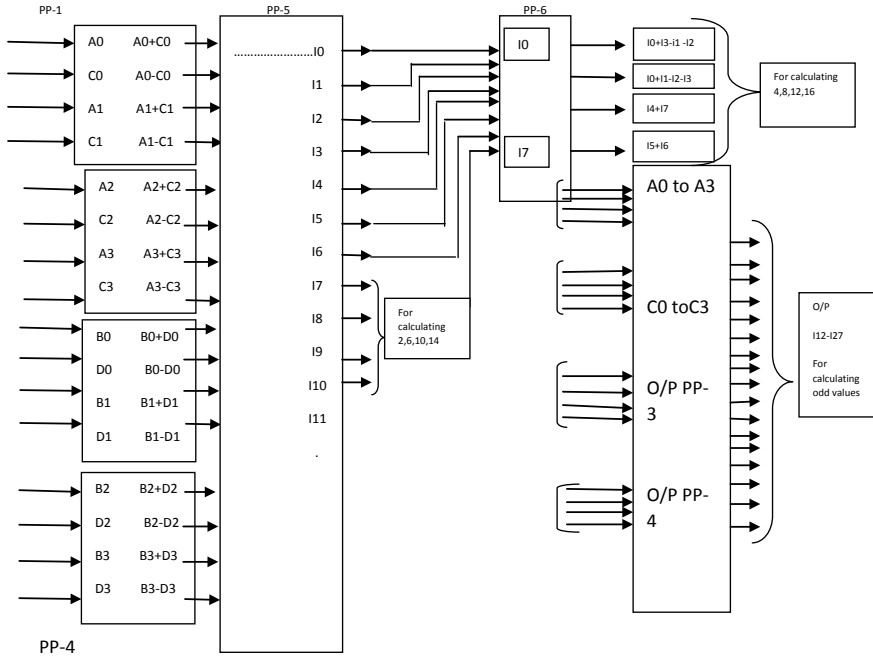 PP-1
PP-5
PP-6
A0 A0+C0
C0 A0-C0
A1 A1+C1
C1 A1-C1
A2 A2+C2
C2 A2-C2
A3 A3+C3
C3 A3-C3
B0 B0+D0
D0 B0-D0
B1 B1+D1
D1 B1-D1
B2 B2+D2
D2 B2-D2
B3 B3+D3
D3 B3-D3
PP-4
........................I0
I1
I2
I3
I4
I5
I6
I7
I8
I9
I10
I11
.
For
calculating
2,6,10,14
I0
I7
I0+I3-i1 -I2
I0+I1-I2-I3
I4+I7
I5+I6
For calculating
4,8,12,16
A0 to A3
C0 toC3
O/P PP-
3
O/P PP-
4
O/P
I12-I27
For
calculating
odd values